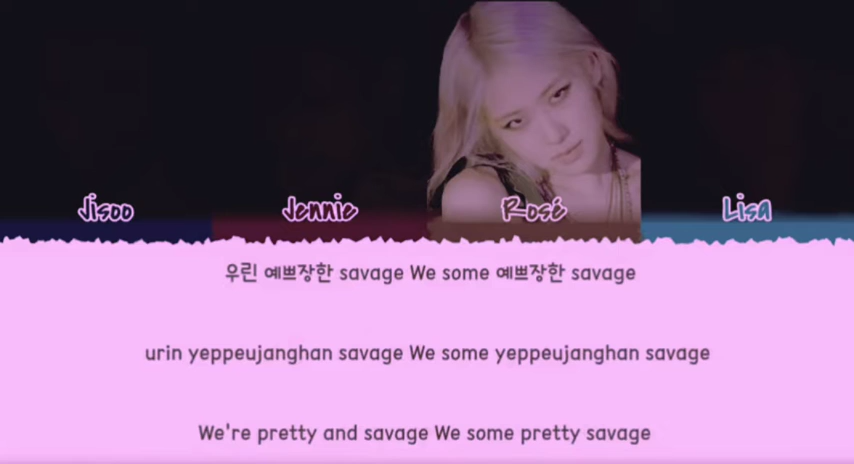 Jisoo Jennie Rosé Lisa
우린 예쁘장한 savage We some 예쁘장한 savage
urin yeppeujanghan savage We some yeppeujanghan savage
We're pretty and savage We some pretty savage